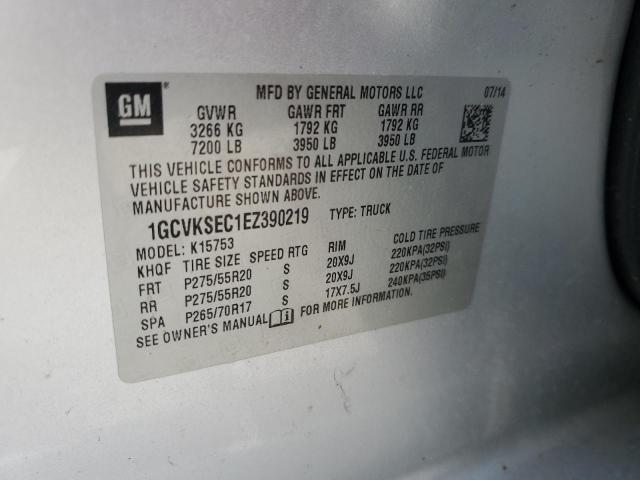 GM ®
MFD BY GENERAL MOTORS LLC 07/14
GVWR GAWR FRT GAWR RR
3266 KG 1792 KG 1792 KG
7200 LB 3950 LB 3950 LB
THIS VEHICLE CONFORMS TO ALL APPLICABLE U.S. FEDERAL MOTOR
VEHICLE SAFETY STANDARDS IN EFFECT ON THE DATE OF
MANUFACTURE SHOWN ABOVE.
1GCVKSEC1EZ390219 TYPE: TRUCK
MODEL: K15753
KHQF TIRE SIZE SPEED RTG RIM COLD TIRE PRESSURE
FRT P275/55R20 S 20X9J 220KPA(32PSI)
RR P275/55R20 S 20X9J 220KPA(32PSI)
SPA P265/70R17 S 17X7.5J 240KPA(35PSI)
SEE OWNER'S MANUAL FOR MORE INFORMATION.